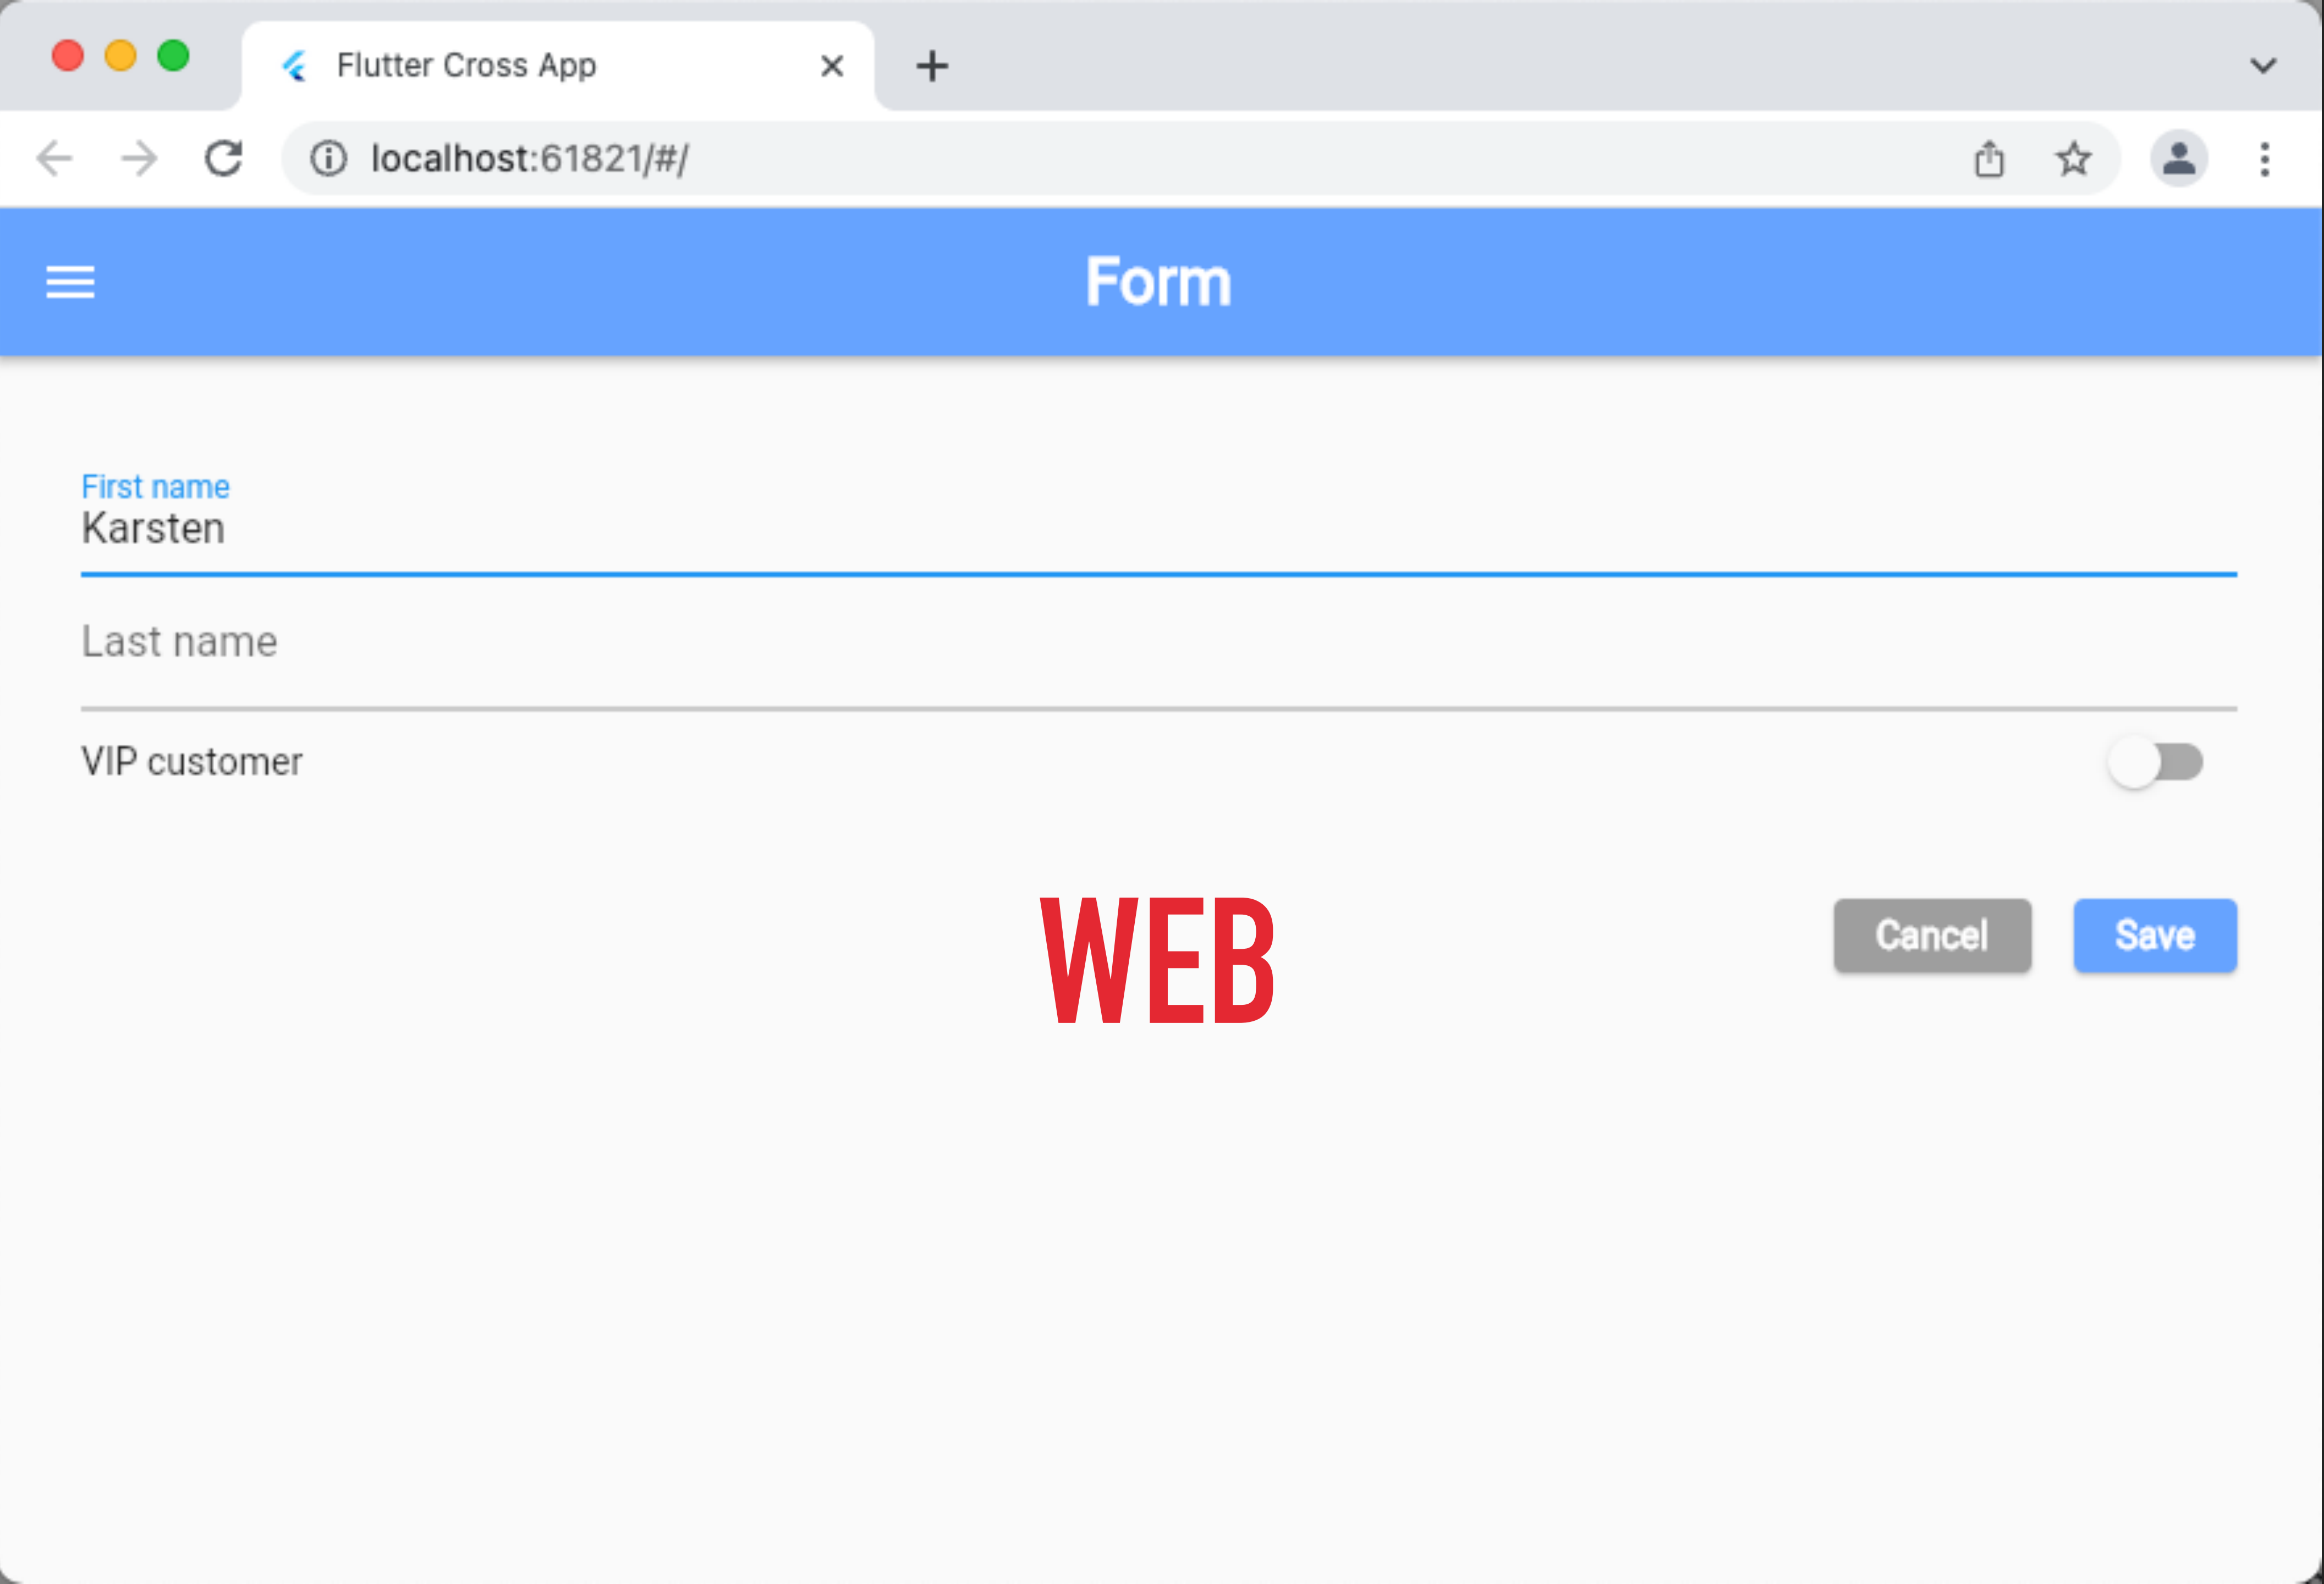 Flutter Cross App
localhost:61821/#/
Form
First name
Karsten
Last name
VIP customer
WEB
Cancel
Save